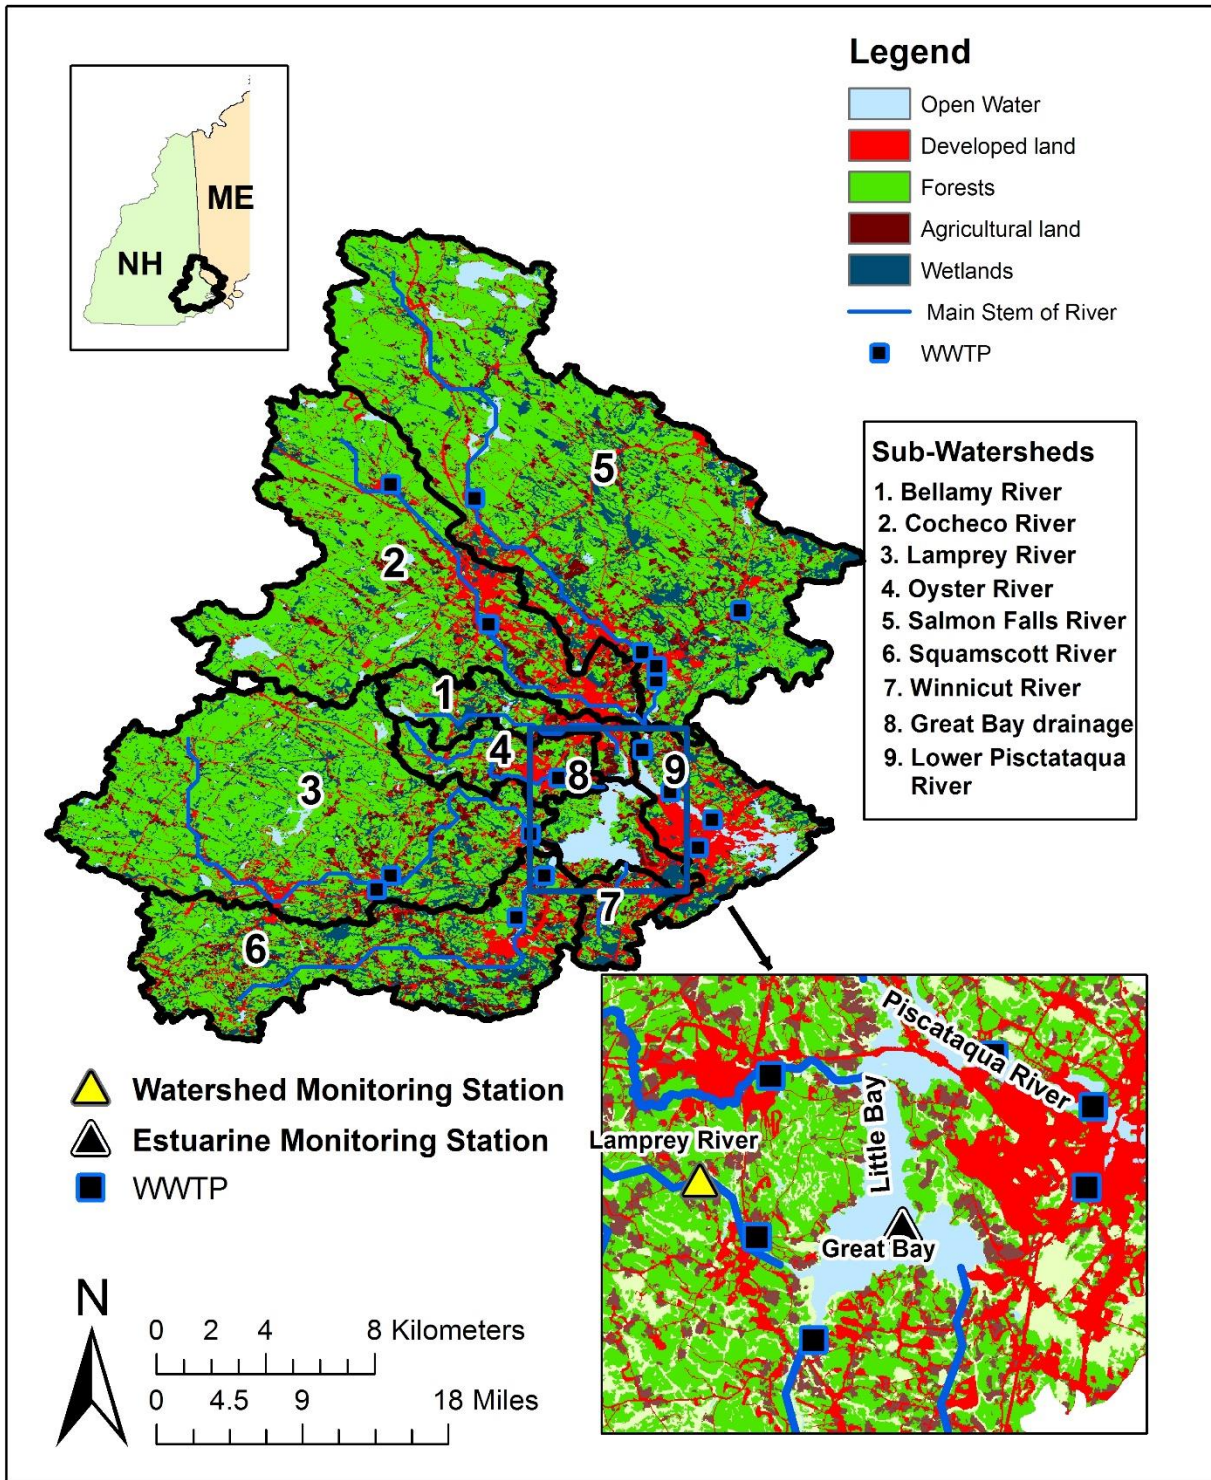 Legend
Open Water
Developed land
Forests
Agricultural land
Wetlands
Main Stem of River
WWTP
ME
NH
Sub-Watersheds
1. Bellamy River
2. Cocheco River
3. Lamprey River
4. Oyster River
5. Salmon Falls River
6. Squamscott River
7. Winnicut River
8. Great Bay drainage
9. Lower Pisctataqua
River
5
2
1
4
8
9
3
7
6
Watershed Monitoring Station
Estuarine Monitoring Station
WWTP
Piscataqua River
Little Bay
Lamprey River
Great Bay
N
0 2 4 8 Kilometers
0 4.5 9 18 Miles